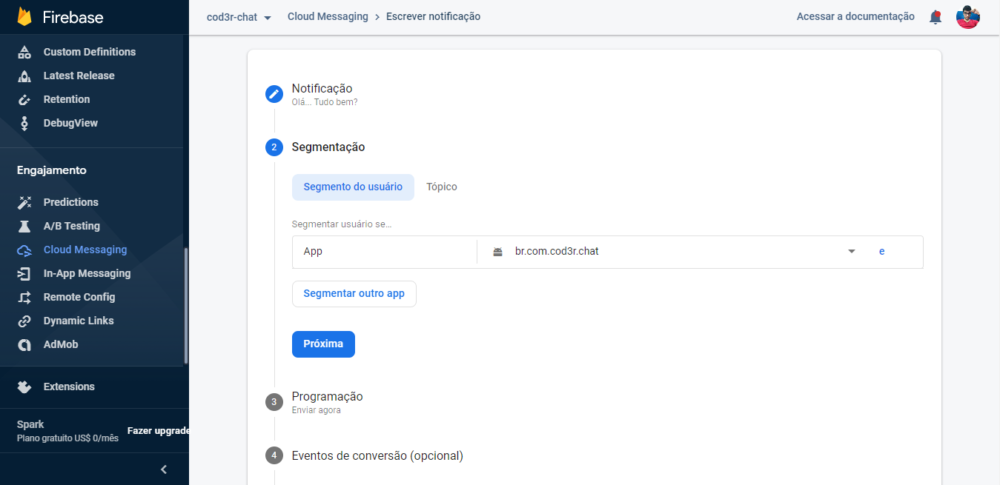 Firebase
Custom Definitions
Latest Release
Retention
DebugView
Engajamento
Predictions
A/B Testing
Cloud Messaging
In-App Messaging
Remote Config
Dynamic Links
AdMob
Extensions
Spark
Plano gratuito US$ 0/mês
Fazer upgrade
cod3r-chat
Cloud Messaging > Escrever notificação
Acessar a documentação
Notificação
Olá... Tudo bem?
2 Segmentação
Segmento do usuário Tópico
Segmentar usuário se...
App br.com.cod3r.chat e
Segmentar outro app
Próxima
3 Programação
Enviar agora
4 Eventos de conversão (opcional)